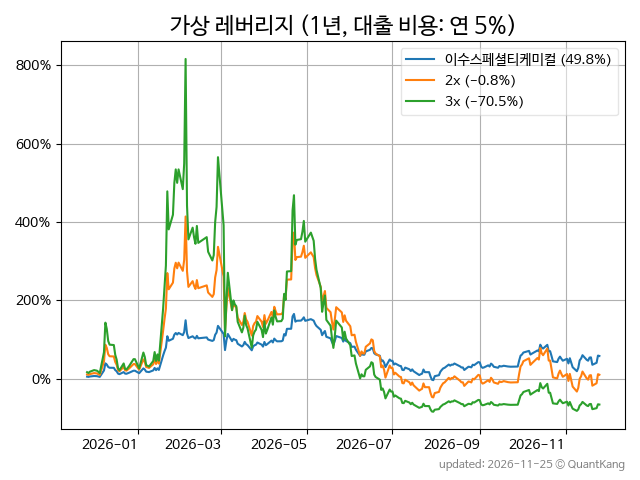 가상 레버리지 (1년, 대출 비용: 연 5%)
이수스페셜티케미컬 (49.8%)
2x (−0.8%)
3x (−70.5%)
800%
600%
400%
200%
0%
2026-01 2026-03 2026-05 2026-07 2026-09 2026-11
updated: 2026-11-25 © QuantKang